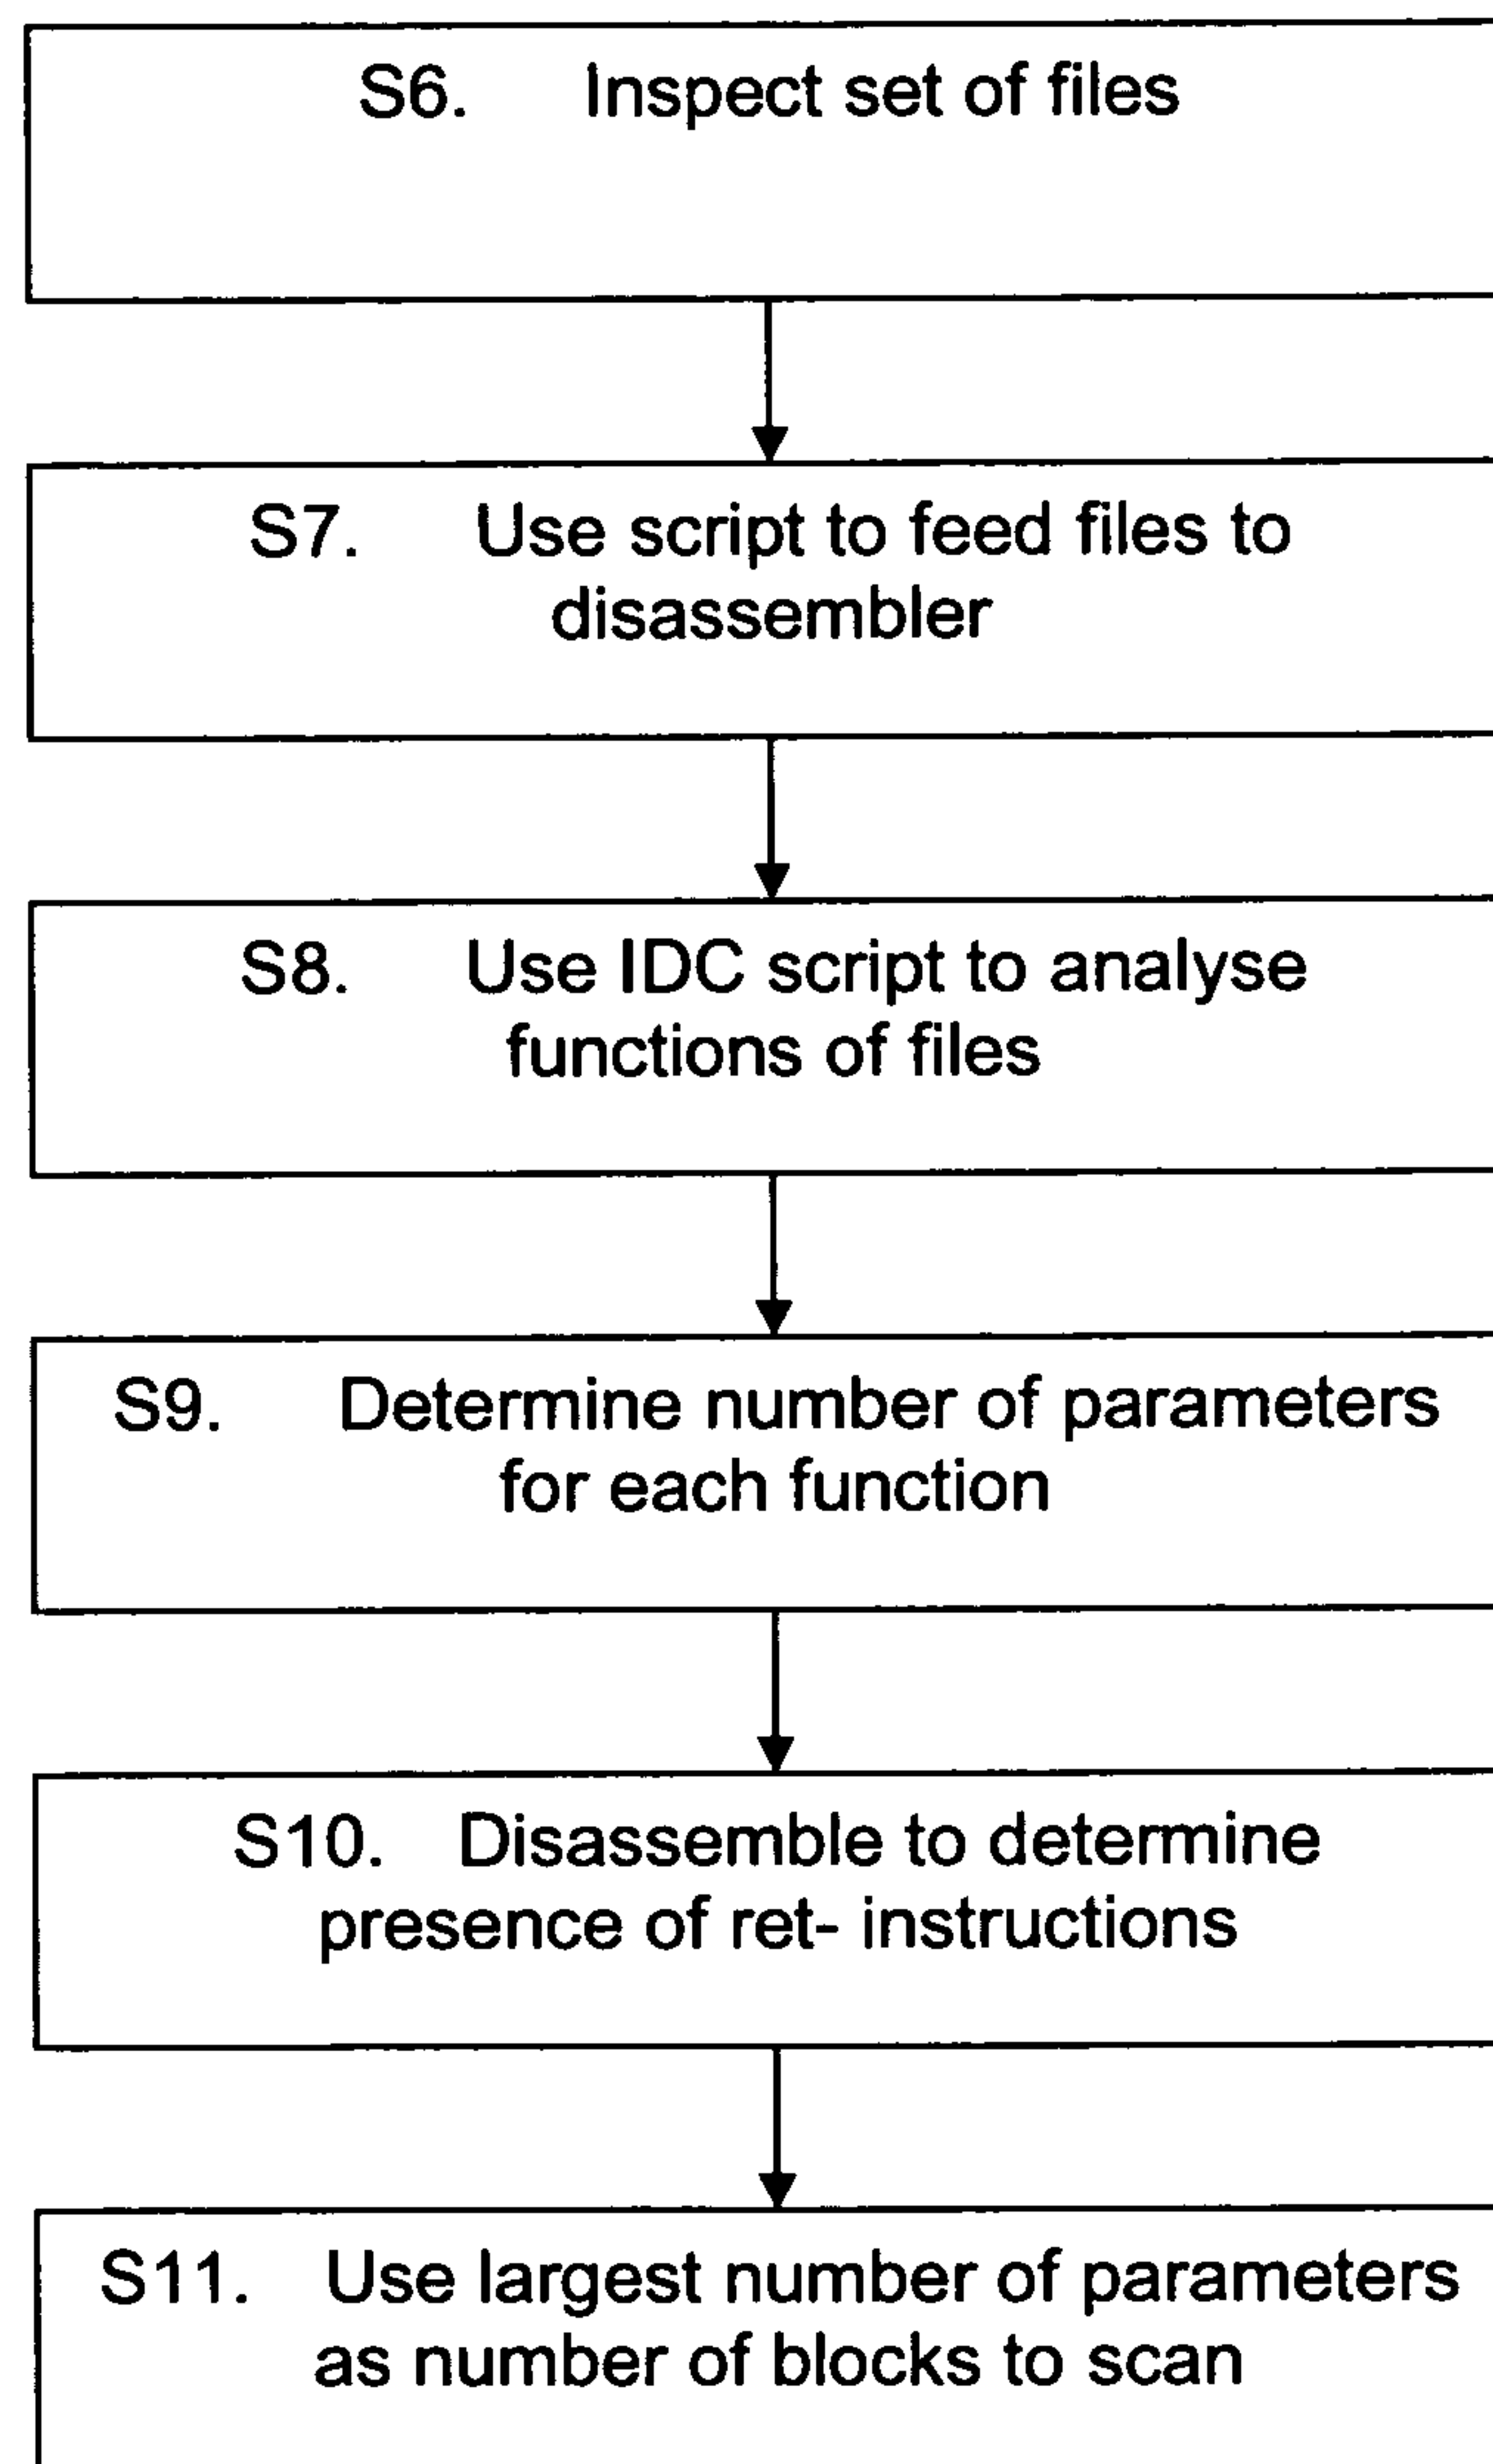 S6. Inspect set of files
S7. Use script to feed files to
disassembler
S8. Use IDC script to analyse
functions of files
S9. Determine number of parameters
for each function
S10. Disassemble to determine
presence of ret- instructions
S11. Use largest number of parameters
as number of blocks to scan